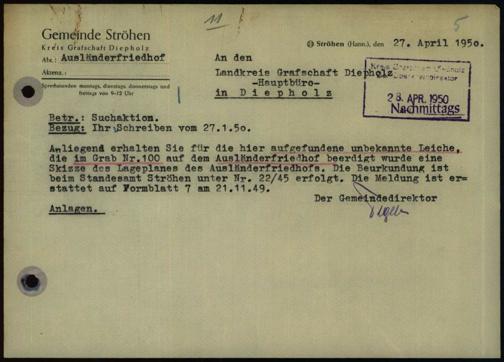 11
5
Gemeinde Ströhen
Kreis Grafschaft Diepholz
Abt.: Ausländerfriedhof
Aktenz.:
Sprechstunden montags, dienstags donnerstags und
freitags von 9-12 Uhr
Ströhen (Hann.), den 27. April 1950.
An den
Landkreis Grafschaft Diepholz
-Hauptbüro-
in Diepholz
28. APR. 1950
Nachmittags
Betr.: Suchaktion.
Bezug: Ihr Schreiben vom 27.1.50.
Anliegend erhalten Sie für die hier aufgefundene unbekannte Leiche,
die im Grab Nr.100 auf dem Ausländerfriedhof beerdigt wurde eine
Skizze des Lageplanes des Ausländerfriedhofs. Die Beurkundung ist
beim Standesamt Ströhen unter Nr. 22/45 erfolgt. Die Meldung ist er=
stattet auf Formblatt 7 am 21.11.49.
Der Gemeindedirektor
Anlagen.